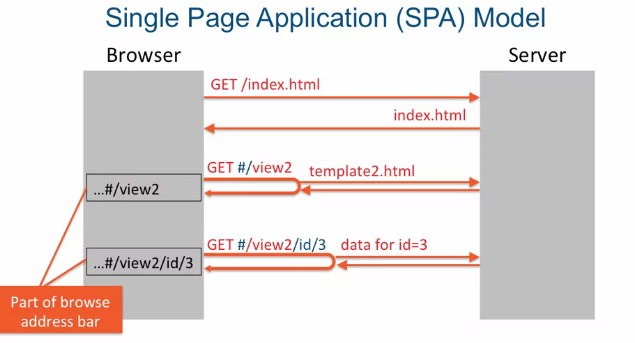 Single Page Application (SPA) Model
Browser
Server
GET /index.html
index.html
GET #/view2
template2.html
...#/view2
GET #/view2/id/3
data for id=3
...#/view2/id/3
Part of browse
address bar